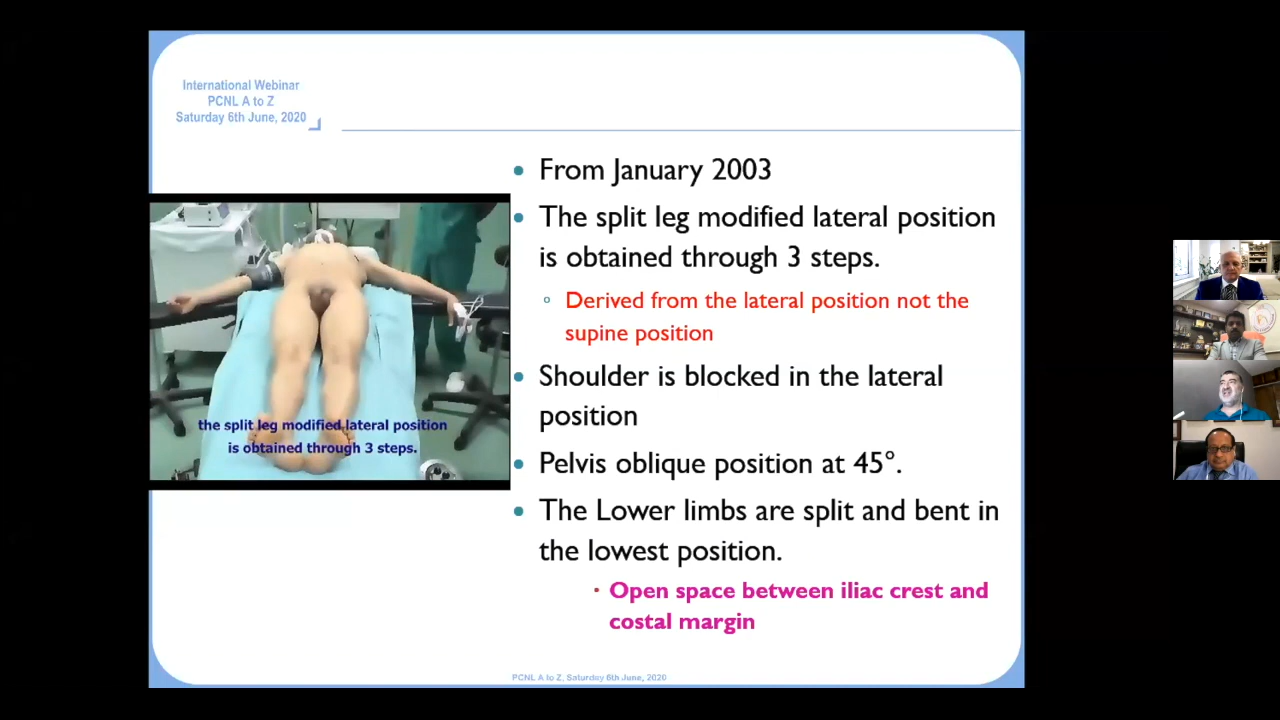 International Webinar
PCNL A to Z
Saturday 6th June, 2020
• From January 2003
• The split leg modified lateral position
is obtained through 3 steps.
◦ Derived from the lateral position not the
supine position
• Shoulder is blocked in the lateral
position
• Pelvis oblique position at 45°.
• The Lower limbs are split and bent in
the lowest position.
• Open space between iliac crest and
costal margin
the split leg modified lateral position
is obtained through 3 steps.
PCNL A to Z, Saturday 6th June, 2020